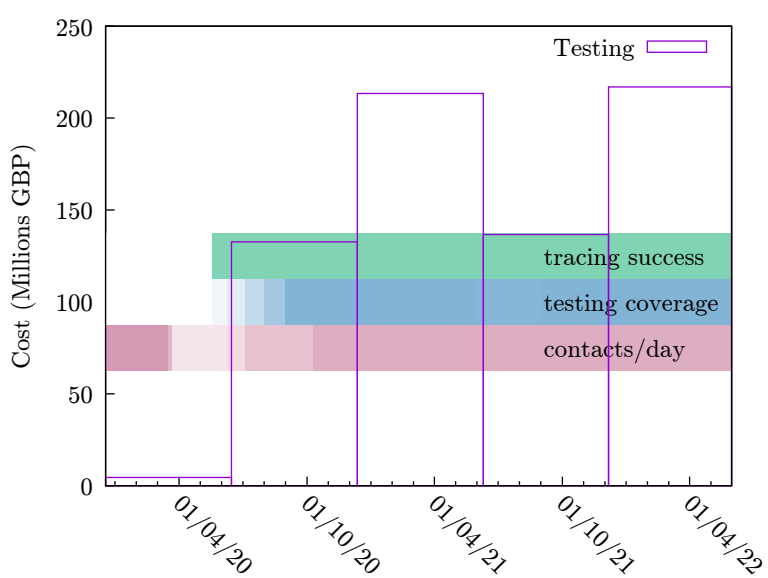 250
Testing
200
150
100
50
0
Cost (Millions GBP)
tracing success
testing coverage
contacts/day
01/04/20
01/10/20
01/04/21
01/10/21
01/04/22